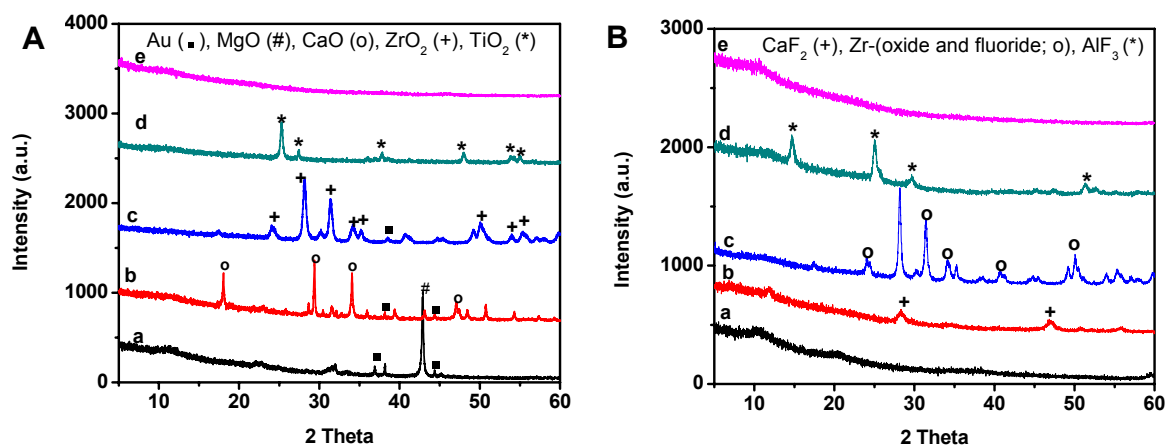 A
Au (▪), MgO (#), CaO (o), ZrO2 (+), TiO2 (*)
4000
3000
2000
1000
0
Intensity (a.u.)
e
d
* * * * * *
c
+ + + + + ▪ + + +
b
o o o ▪ # ▪ o
a
▪ ▪
10 20 30 40 50 60
2 Theta
B
CaF2 (+), Zr-(oxide and fluoride; o), AlF3 (*)
3000
2000
1000
0
Intensity (a.u.)
e
d
* * * *
c
o o o o o
b
+ +
a
10 20 30 40 50 60
2 Theta